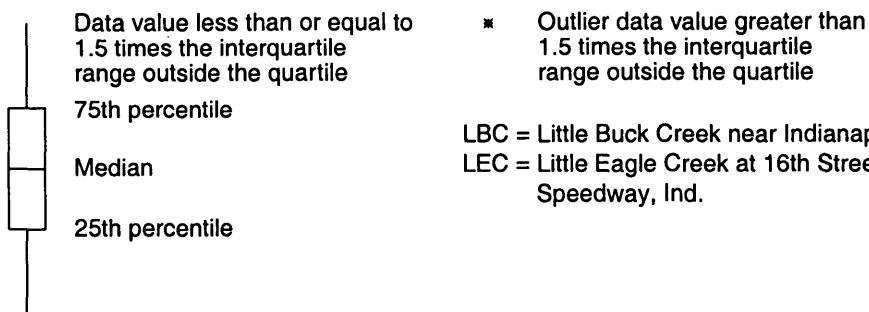 Data value less than or equal to
1.5 times the interquartile
range outside the quartile
75th percentile
Median
25th percentile
* Outlier data value greater than
1.5 times the interquartile
range outside the quartile
LBC = Little Buck Creek near
LEC = Little Eagle Creek at 16th
Speedway, Ind.